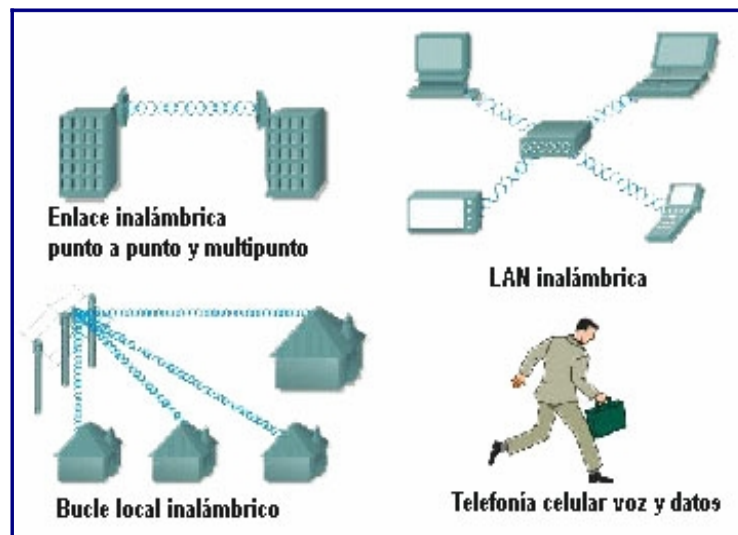 Enlace inalámbrica
punto a punto y multipunto
LAN inalámbrica
Bucle local inalámbrico
Telefonía celular voz y datos